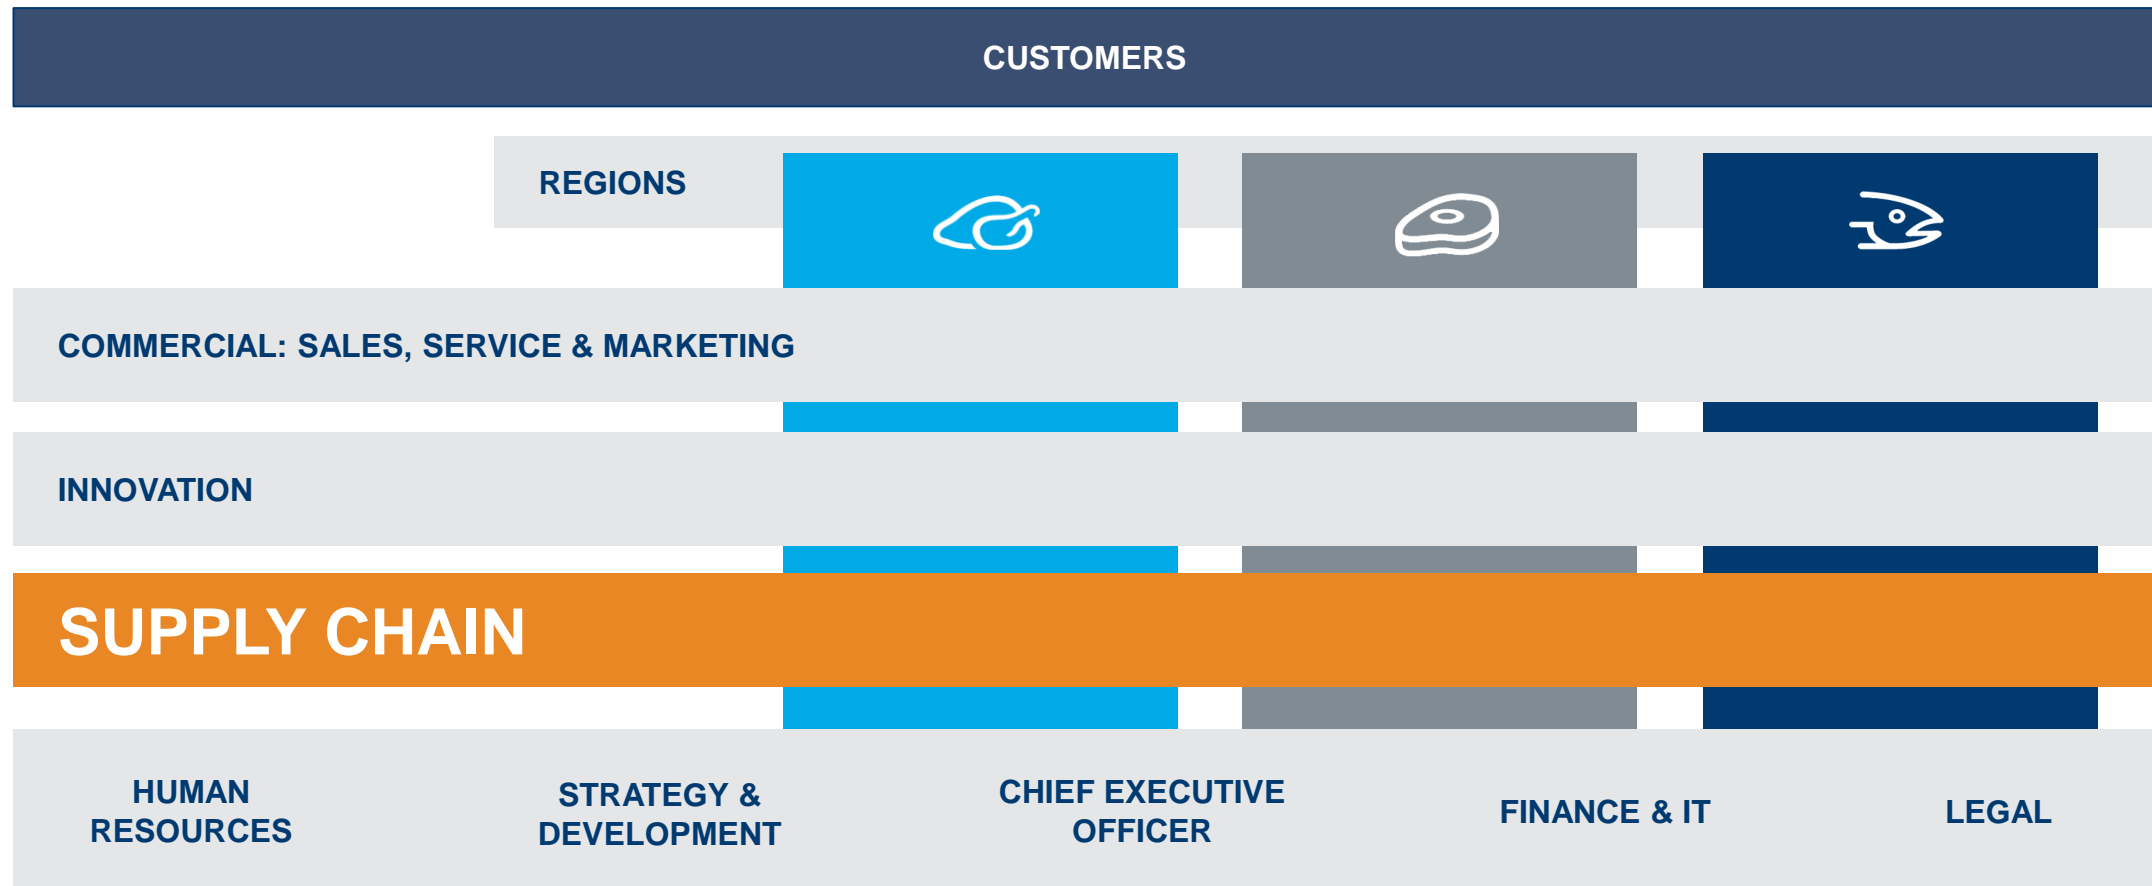 CUSTOMERS
REGIONS
COMMERCIAL: SALES, SERVICE & MARKETING
INNOVATION
SUPPLY CHAIN
HUMAN
RESOURCES
STRATEGY &
DEVELOPMENT
CHIEF EXECUTIVE
OFFICER
FINANCE & IT
LEGAL